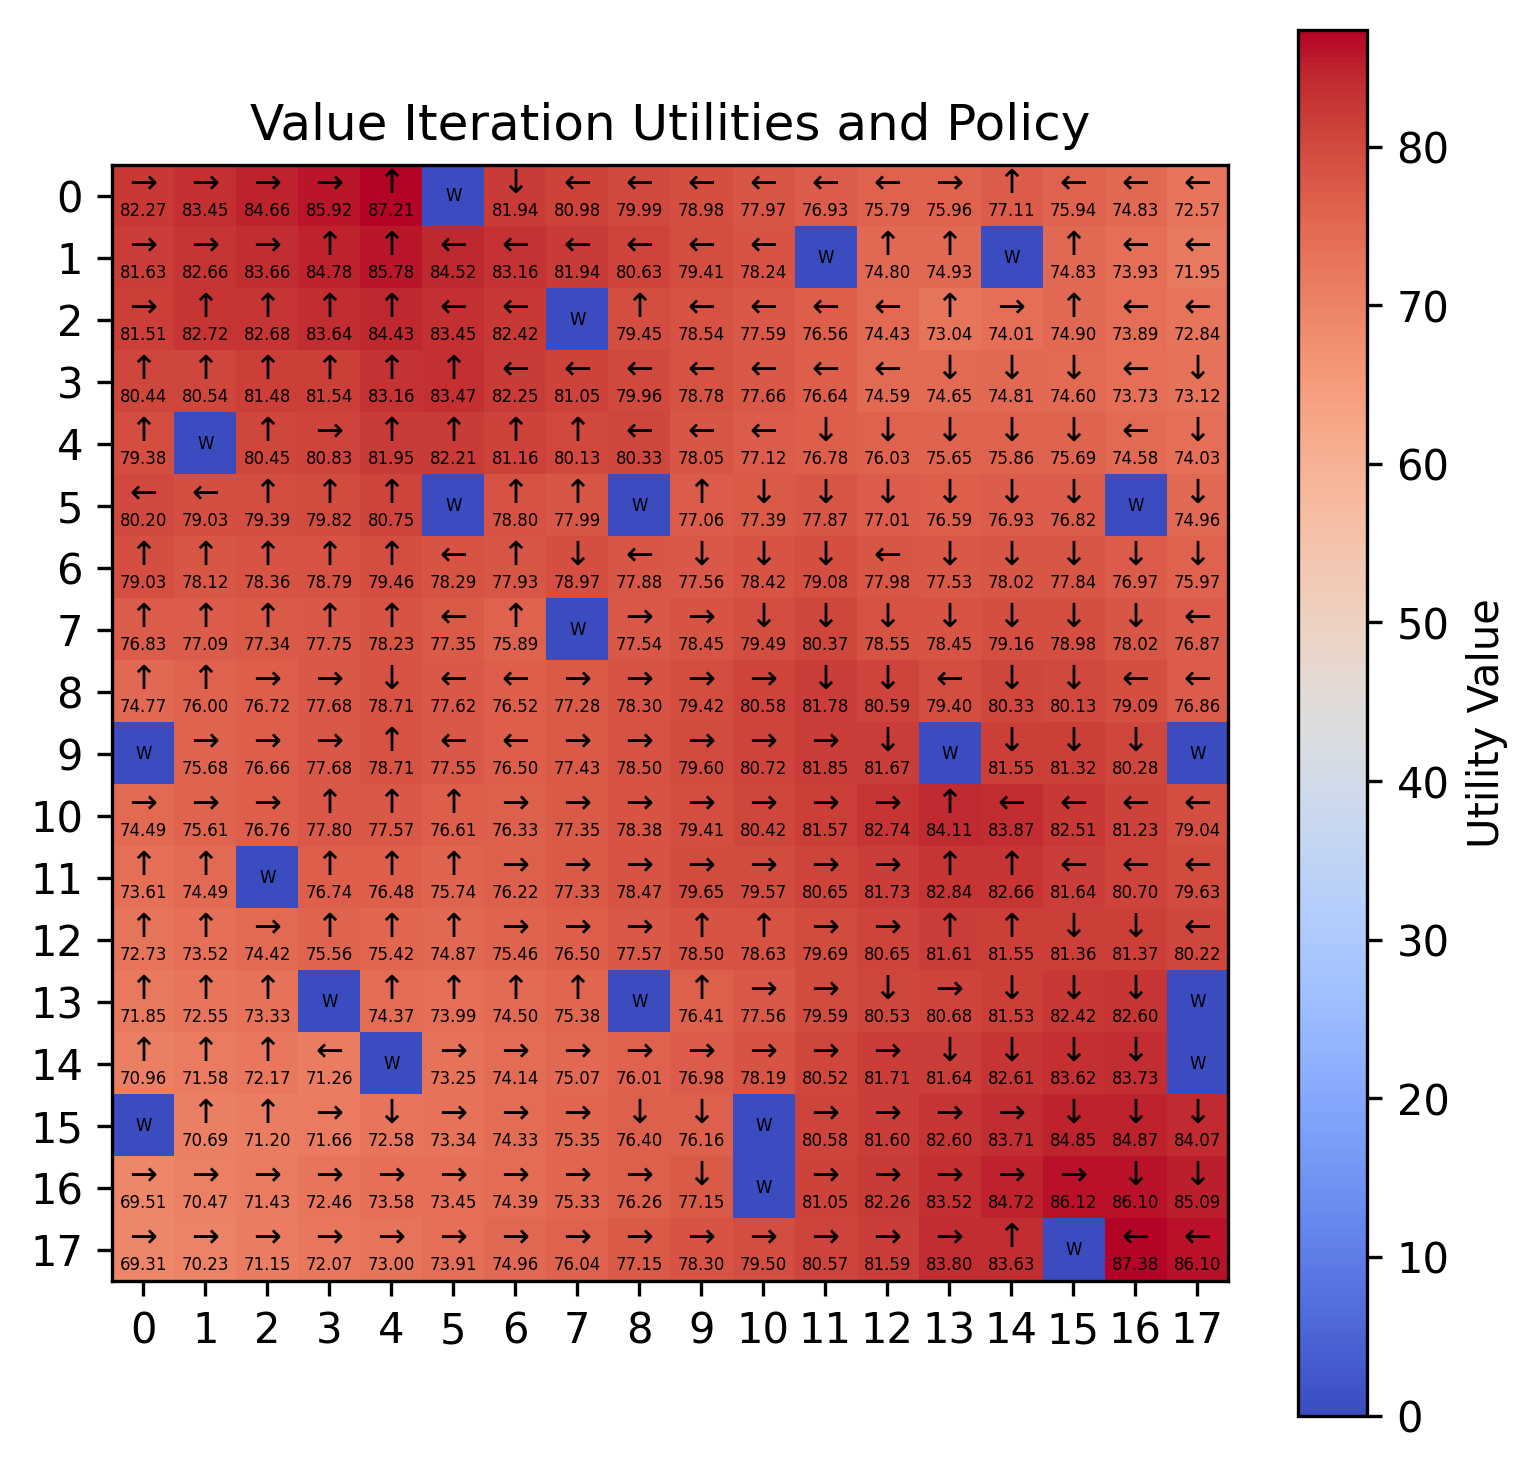 Value Iteration Utilities and Policy
0 → → → → ↑ W ↓ ← ← ← ← ← ← → ↑ ← ← ←
82.27 83.45 84.66 85.92 87.21 81.94 80.98 79.99 78.98 77.97 76.93 75.79 75.96 77.11 75.94 74.83 72.57
1 → → → ↑ ↑ ← ← ← ← ← ← W ↑ ↑ W ↑ ← ←
81.63 82.66 83.66 84.78 85.78 84.52 83.16 81.94 80.63 79.41 78.24 74.80 74.93 74.83 73.93 71.95
2 → ↑ ↑ ↑ ↑ ← ← W ↑ ← ← ← ← ↑ → ↑ ← ←
81.51 82.72 82.68 83.64 84.43 83.45 82.42 79.45 78.54 77.59 76.56 74.43 73.04 74.01 74.90 73.89 72.84
3 ↑ ↑ ↑ ↑ ↑ ↑ ← ← ← ← ← ← ← ↓ ↓ ↓ ← ↓
80.44 80.54 81.48 81.54 83.16 83.47 82.25 81.05 79.96 78.78 77.66 76.64 74.59 74.65 74.81 74.60 73.73 73.12
4 ↑ W ↑ → ↑ ↑ ↑ ↑ ← ← ← ↓ ↓ ↓ ↓ ↓ ← ↓
79.38 80.45 80.83 81.95 82.21 81.16 80.13 80.33 78.05 77.12 76.78 76.03 75.65 75.86 75.69 74.58 74.03
5 ← ← ↑ ↑ ↑ W ↑ ↑ W ↑ ↓ ↓ ↓ ↓ ↓ ↓ W ↓
80.20 79.03 79.39 79.82 80.75 78.80 77.99 77.06 77.39 77.87 77.01 76.59 76.93 76.82 74.96
6 ↑ ↑ ↑ ↑ ↑ ← ↑ ↓ ← ↓ ↓ ↓ ← ↓ ↓ ↓ ↓ ↓
79.03 78.12 78.36 78.79 79.46 78.29 77.93 78.97 77.88 77.56 78.42 79.08 77.98 77.53 78.02 77.84 76.97 75.97
7 ↑ ↑ ↑ ↑ ↑ ← ↑ W → → ↓ ↓ ↓ ↓ ↓ ↓ ↓ ←
76.83 77.09 77.34 77.75 78.23 77.35 75.89 77.54 78.45 79.49 80.37 78.55 78.45 79.16 78.98 78.02 76.87
8 ↑ ↑ → → ↓ ← ← → → → → ↓ ↓ ← ↓ ↓ ← ←
74.77 76.00 76.72 77.68 78.71 77.62 76.52 77.28 78.30 79.42 80.58 81.78 80.59 79.40 80.33 80.13 79.09 76.86
9 W → → → ↑ ← ← → → → → → ↓ W ↓ ↓ ↓ W
75.68 76.66 77.68 78.71 77.55 76.50 77.43 78.50 79.60 80.72 81.85 81.67 81.55 81.32 80.28
10 → → → ↑ ↑ ↑ → → → → → → → ↑ ← ← ← ←
74.49 75.61 76.76 77.80 77.57 76.61 76.33 77.35 78.38 79.41 80.42 81.57 82.74 84.11 83.87 82.51 81.23 79.04
11 ↑ ↑ W ↑ ↑ ↑ → → → → → → → ↑ ↑ ← ← ←
73.61 74.49 76.74 76.48 75.74 76.22 77.33 78.47 79.65 79.57 80.65 81.73 82.84 82.66 81.64 80.70 79.63
12 ↑ ↑ → ↑ ↑ ↑ → → → ↑ ↑ → → ↑ ↑ ↓ ↓ ←
72.73 73.52 74.42 75.56 75.42 74.87 75.46 76.50 77.57 78.50 78.63 79.69 80.65 81.61 81.55 81.36 81.37 80.22
13 ↑ ↑ ↑ W ↑ ↑ ↑ ↑ W ↑ → → ↓ → ↓ ↓ ↓ W
71.85 72.55 73.33 74.37 73.99 74.50 75.38 76.41 77.56 79.59 80.53 80.68 81.53 82.42 82.60
14 ↑ ↑ ↑ ← W → → → → → → → → ↓ ↓ ↓ ↓ W
70.96 71.58 72.17 71.26 73.25 74.14 75.07 76.01 76.98 78.19 80.52 81.71 81.64 82.61 83.62 83.73
15 W ↑ ↑ → ↓ → → → ↓ ↓ W → → → → ↓ ↓ ↓
70.69 71.20 71.66 72.58 73.34 74.33 75.35 76.40 76.16 80.58 81.60 82.60 83.71 84.85 84.87 84.07
16 → → → → → → → → → ↓ W → → → → → ↓ ↓
69.51 70.47 71.43 72.46 73.58 73.45 74.39 75.33 76.26 77.15 81.05 82.26 83.52 84.72 86.12 86.10 85.09
17 → → → → → → → → → → → → → → ↑ W ← ←
69.31 70.23 71.15 72.07 73.00 73.91 74.96 76.04 77.15 78.30 79.50 80.57 81.59 83.80 83.63 87.38 86.10
0 1 2 3 4 5 6 7 8 9 10 11 12 13 14 15 16 17
80
70
60
50
40
30
20
10
0
Utility Value